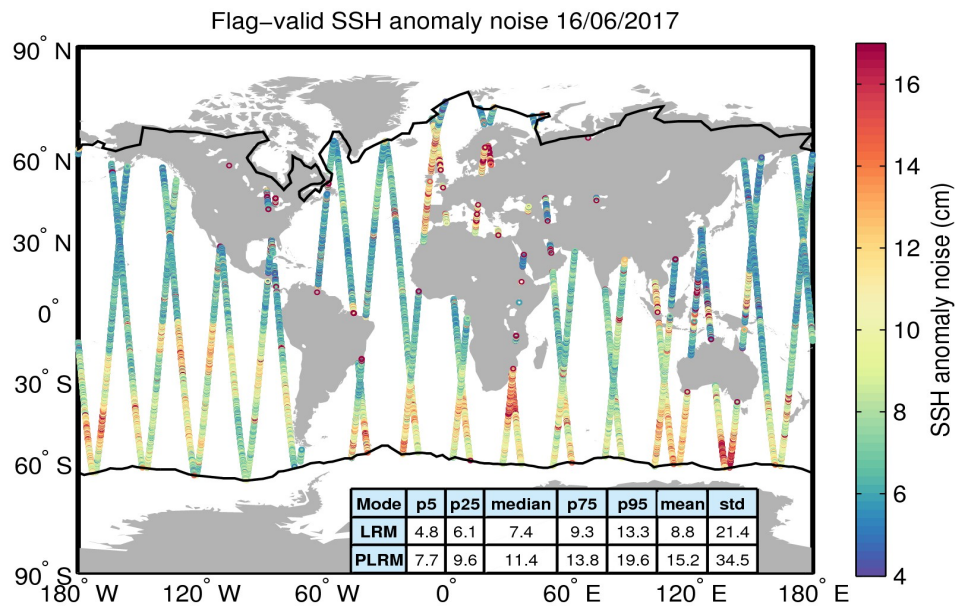 Flag−valid SSH anomaly noise 16/06/2017
90° N
60° N
30° N
0°
30° S
60° S
90° S
180° W
120° W
60° W
0°
60° E
120° E
180° E
16
14
12
10
8
6
4
SSH anomaly noise (cm)
Mode p5 p25 median p75 p95 mean std
LRM 4.8 6.1 7.4 9.3 13.3 8.8 21.4
PLRM 7.7 9.6 11.4 13.8 19.6 15.2 34.5